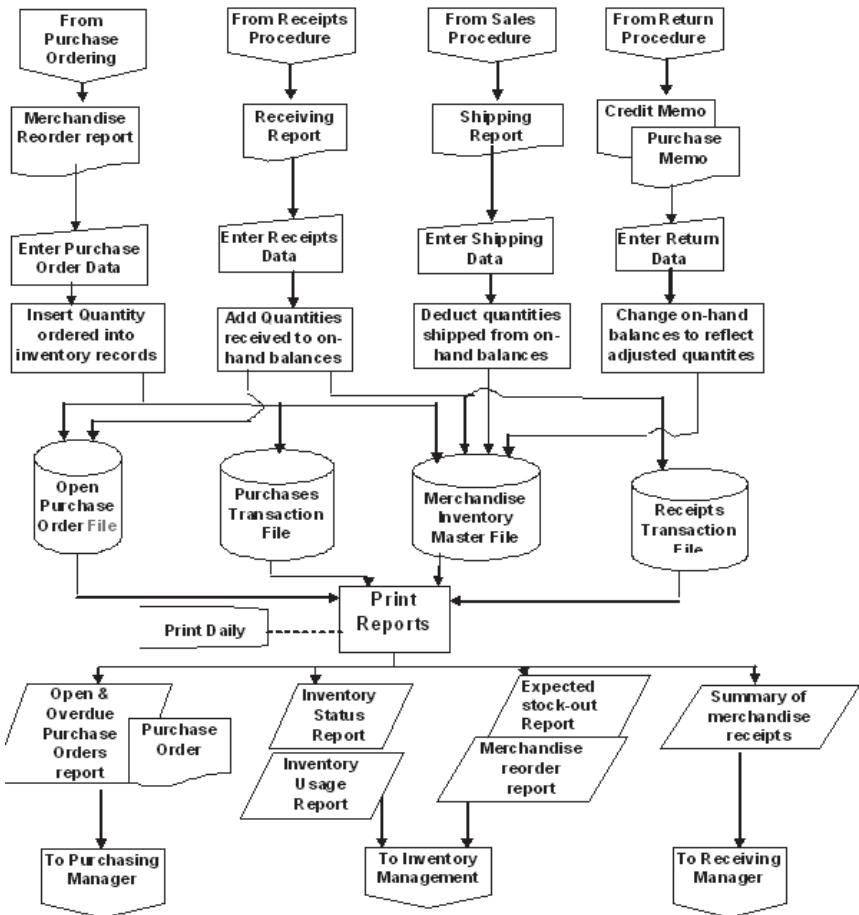 From
Purchase
Ordering
From Receipts
Procedure
From Sales
Procedure
From Return
Procedure
Merchandise
Reorder report
Receiving
Report
Shipping
Report
Credit Memo
Purchase
Memo
Enter Purchase
Order Data
Enter Receipts
Data
Enter Shipping
Data
Enter Return
Data
Insert Quantity
ordered into
inventory records
Add Quantities
received to on-
hand balances
Deduct quantities
shipped from on-
hand balances
Change on-hand
balances to reflect
adjusted quantites
Open
Purchase
Order File
Purchases
Transaction
File
Merchandise
Inventory
Master File
Receipts
Transaction
File
Print
Reports
Print Daily
Open &
Overdue
Purchase
Orders
report
Purchase
Order
Inventory
Status
Report
Inventory
Usage
Report
Expected
stock-out
Report
Merchandise
reorder
report
Summary of
merchandise
receipts
To Purchasing
Manager
To Inventory
Management
To Receiving
Manager